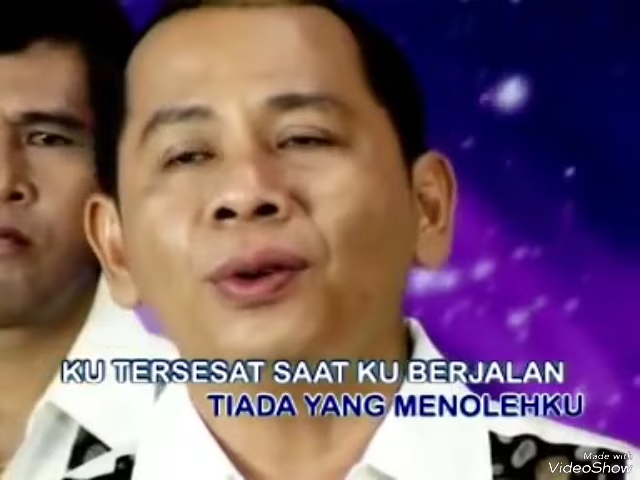 KU TERSESAT SAAT KU BERJALAN
TIADA YANG MENOLEHKU
Made with
VideoShow